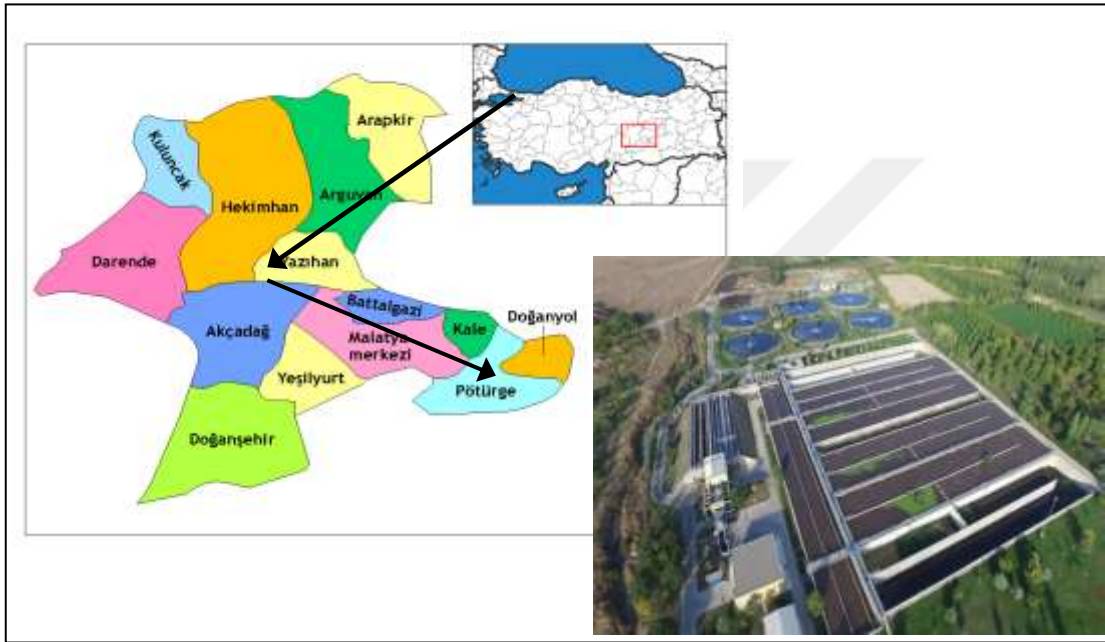 Arapkir
Kuluncak
Arguvan
Hekimhan
Darende
Yazıhan
Battalgazi
Doğanyol
Akçadağ
Kale
Malatya
merkezi
Yeşilyurt
Pötürge
Doğanşehir